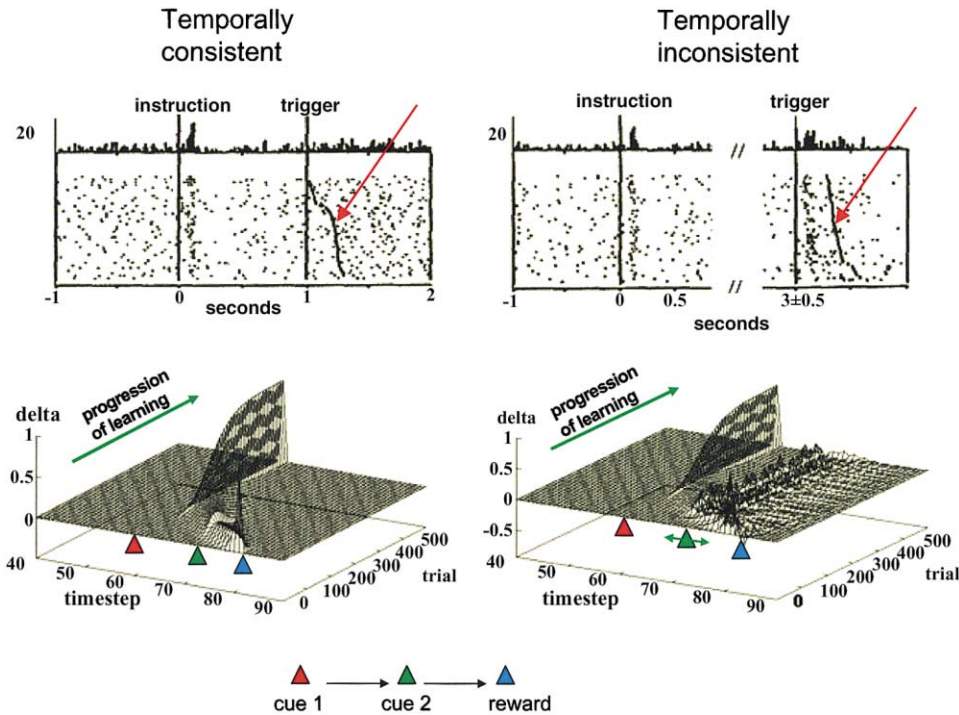 Temporally
consistent
Temporally
inconsistent
instruction trigger
20
-1 0 1 2
seconds
instruction trigger
20
//
//
-1 0 0.5 3±0.5
seconds
progression
of learning
delta
1
0.5
0
40 50 60 70 80 90
timestep
0 100 200 300 400 500
trial
progression
of learning
delta
1
0.5
0
-0.5
40 50 60 70 80 90
timestep
0 100 200 300 400 500
trial
cue 1 cue 2 reward